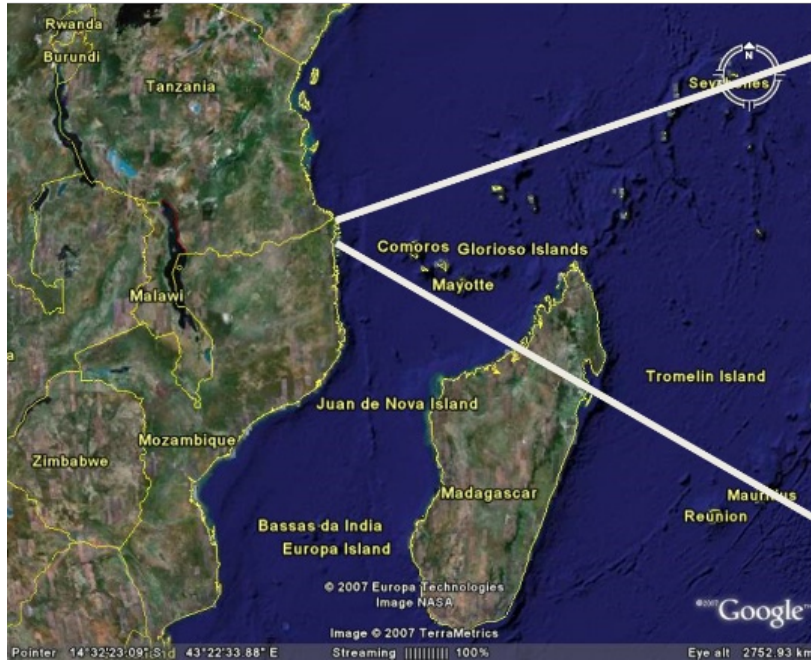 Rwanda
Burundi
Tanzania
N
Seychelles
Comoros Glorioso Islands
Mayotte
Malawi
Tromelin Island
Juan de Nova Island
Mozambique
Zimbabwe
Madagascar
Mauritius
Reunion
Bassas da India
Europa Island
© 2007 Europa Technologies
Image NASA
©2007 Google
Image © 2007 TerraMetrics
Pointer 14°32'23.09" S 43°22'33.88" E Streaming 100% Eye alt 2752.93 km